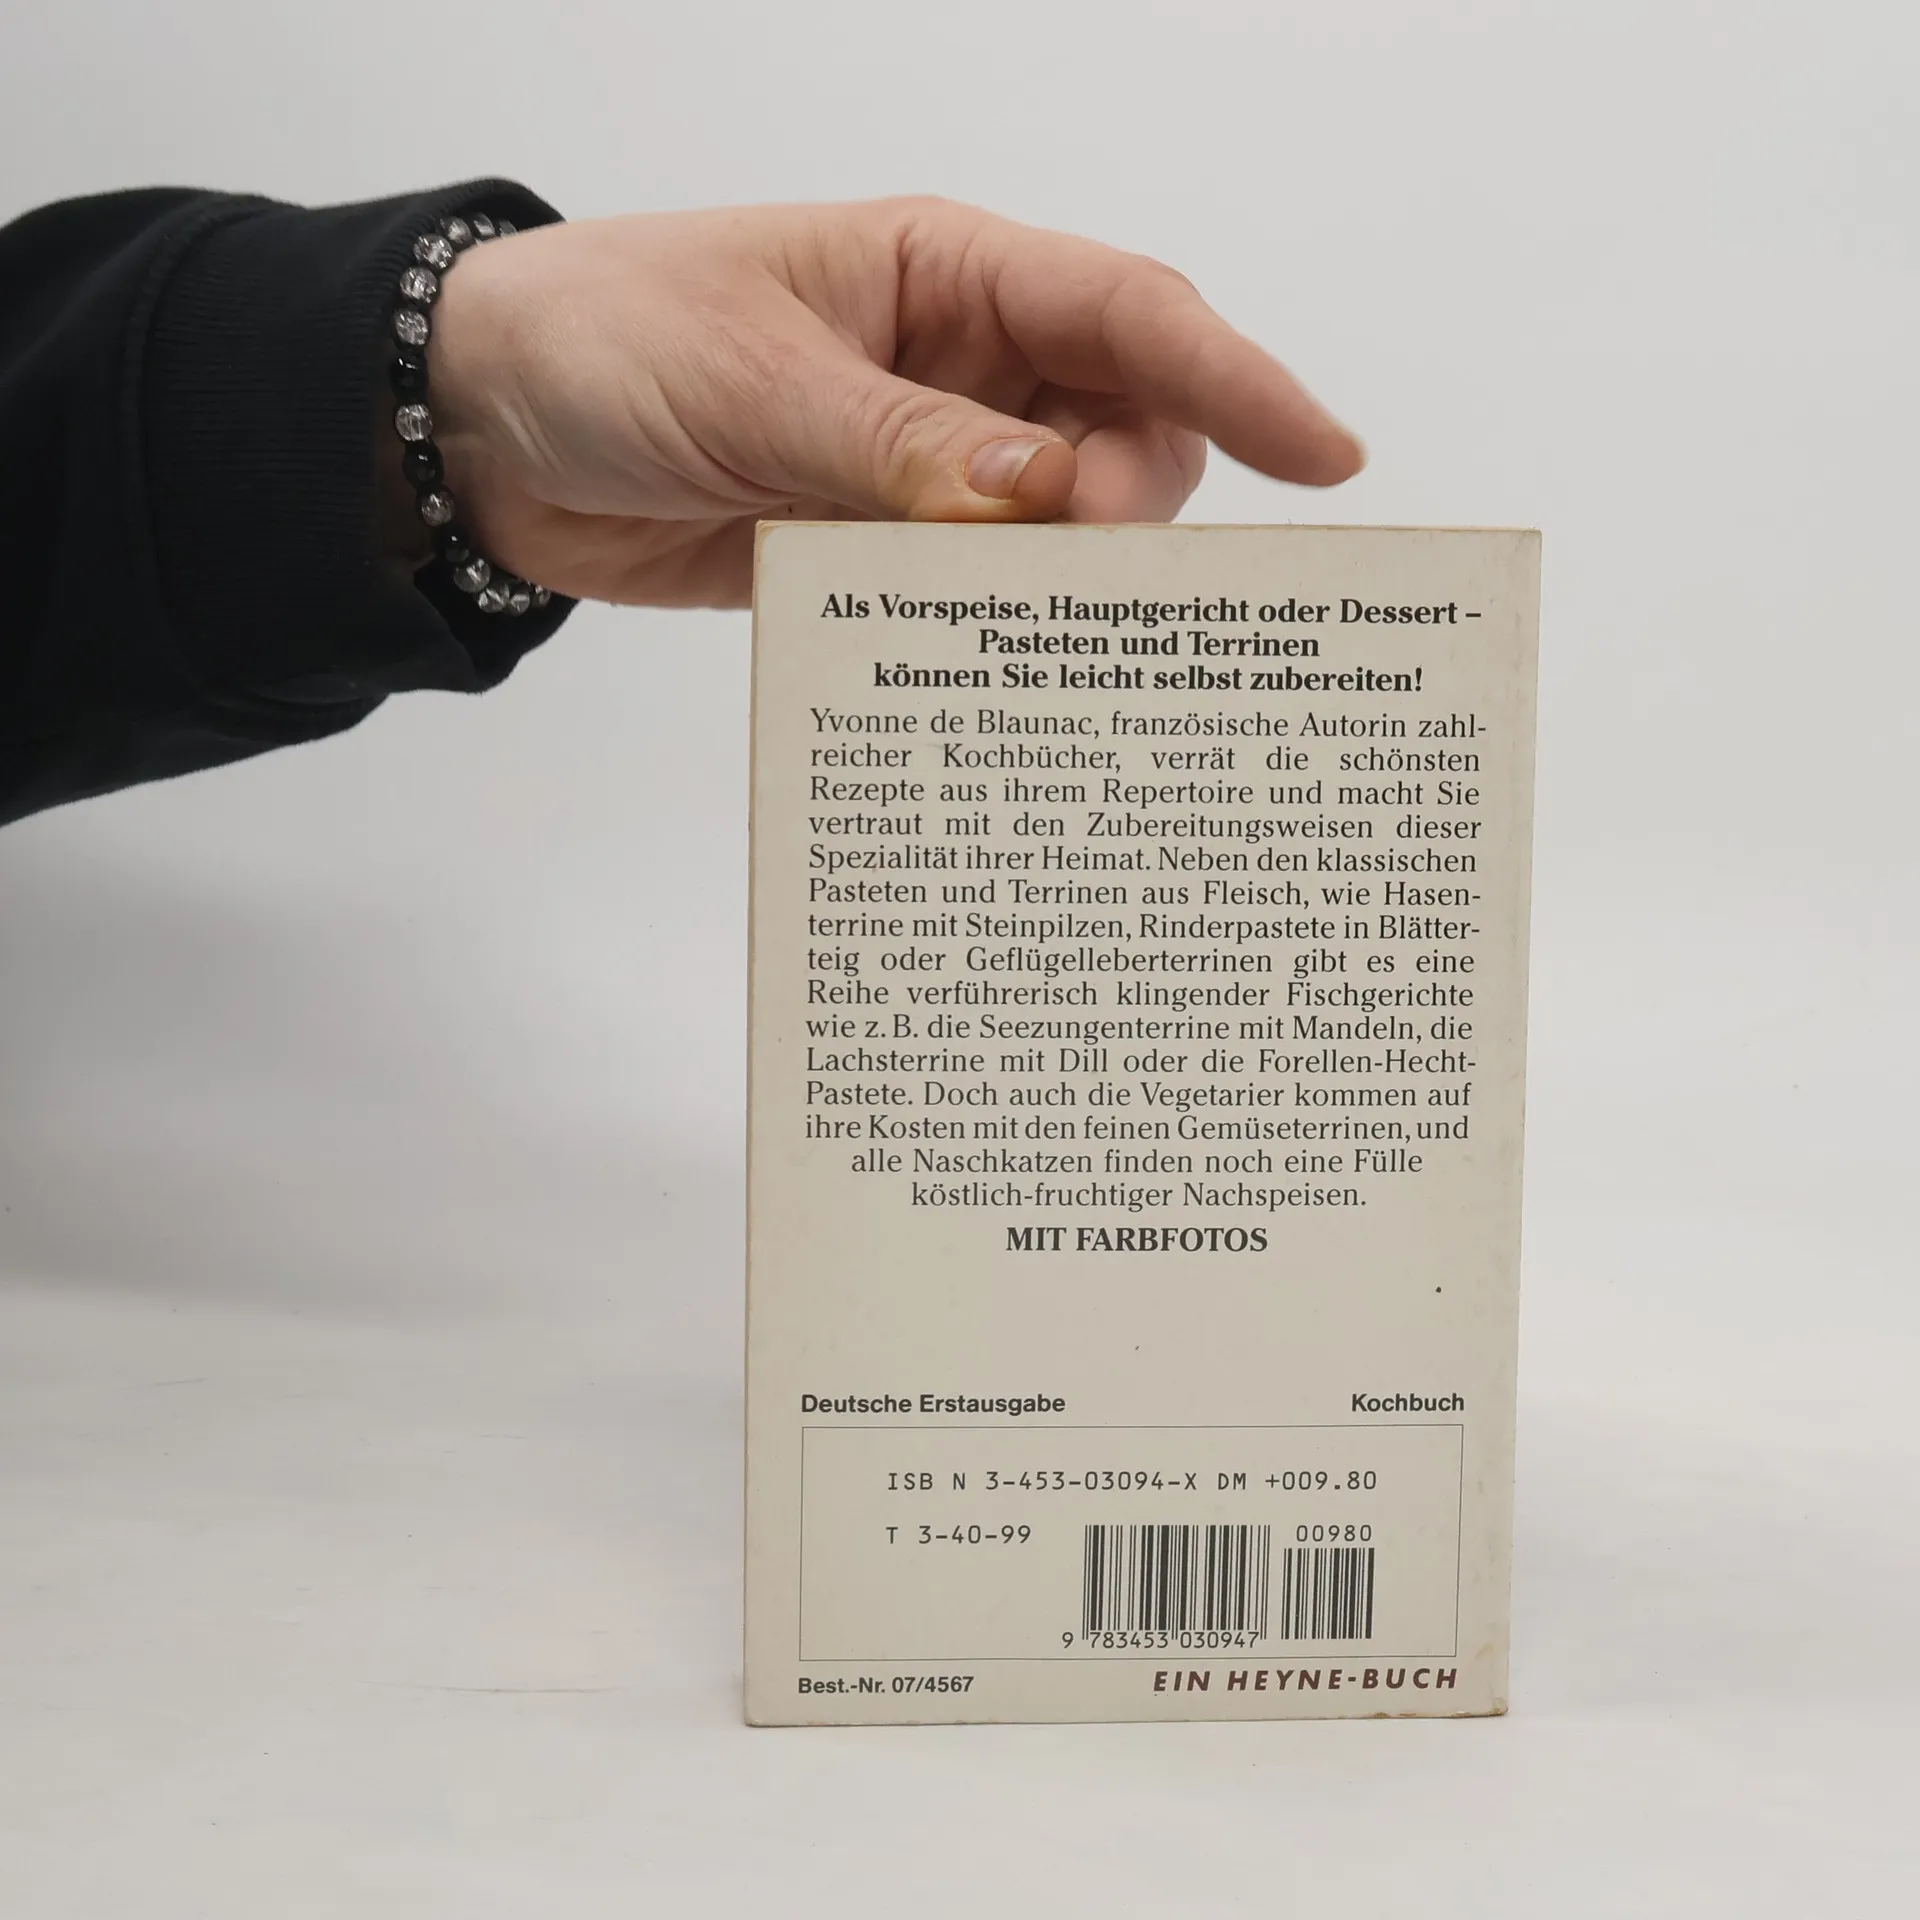 Als Vorspeise, Hauptgericht oder Dessert –
Pasteten und Terrinen
können Sie leicht selbst zubereiten!
Yvonne de Blaunac, französische Autorin zahl-
reicher Kochbücher, verrät die schönsten
Rezepte aus ihrem Repertoire und macht Sie
vertraut mit den Zubereitungsweisen dieser
Spezialität ihrer Heimat. Neben den klassischen
Pasteten und Terrinen aus Fleisch, wie Hasen-
terrine mit Steinpilzen, Rinderpastete in Blätter-
teig oder Geflügelleberterrinen gibt es eine
Reihe verführerisch klingender Fischgerichte
wie z. B. die Seezungenterrine mit Mandeln, die
Lachsterrine mit Dill oder die Forellen-Hecht-
Pastete. Doch auch die Vegetarier kommen auf
ihre Kosten mit den feinen Gemüseterrinen, und
alle Naschkatzen finden noch eine Fülle
köstlich-fruchtiger Nachspeisen.
MIT FARBFOTOS
Deutsche Erstausgabe Kochbuch
ISB N 3-453-03094-X DM +009.80
T 3-40-99 00980
9 783453 030947
Best.-Nr. 07/4567 EIN HEYNE-BUCH